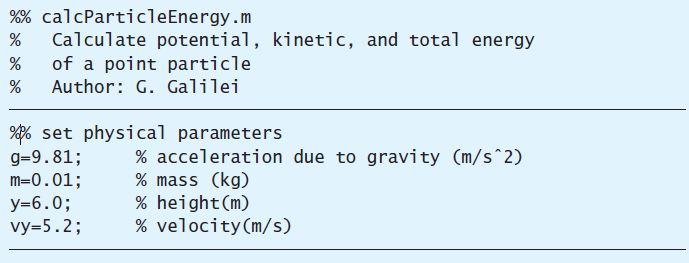 %% calcParticleEnergy.m
%   Calculate potential, kinetic, and total energy
%   of a point particle
%   Author: G. Galilei
%% set physical parameters
g=9.81;     % acceleration due to gravity (m/sˆ2)
m=0.01;     % mass (kg)
y=6.0;      % height(m)
vy=5.2;     % velocity(m/s)